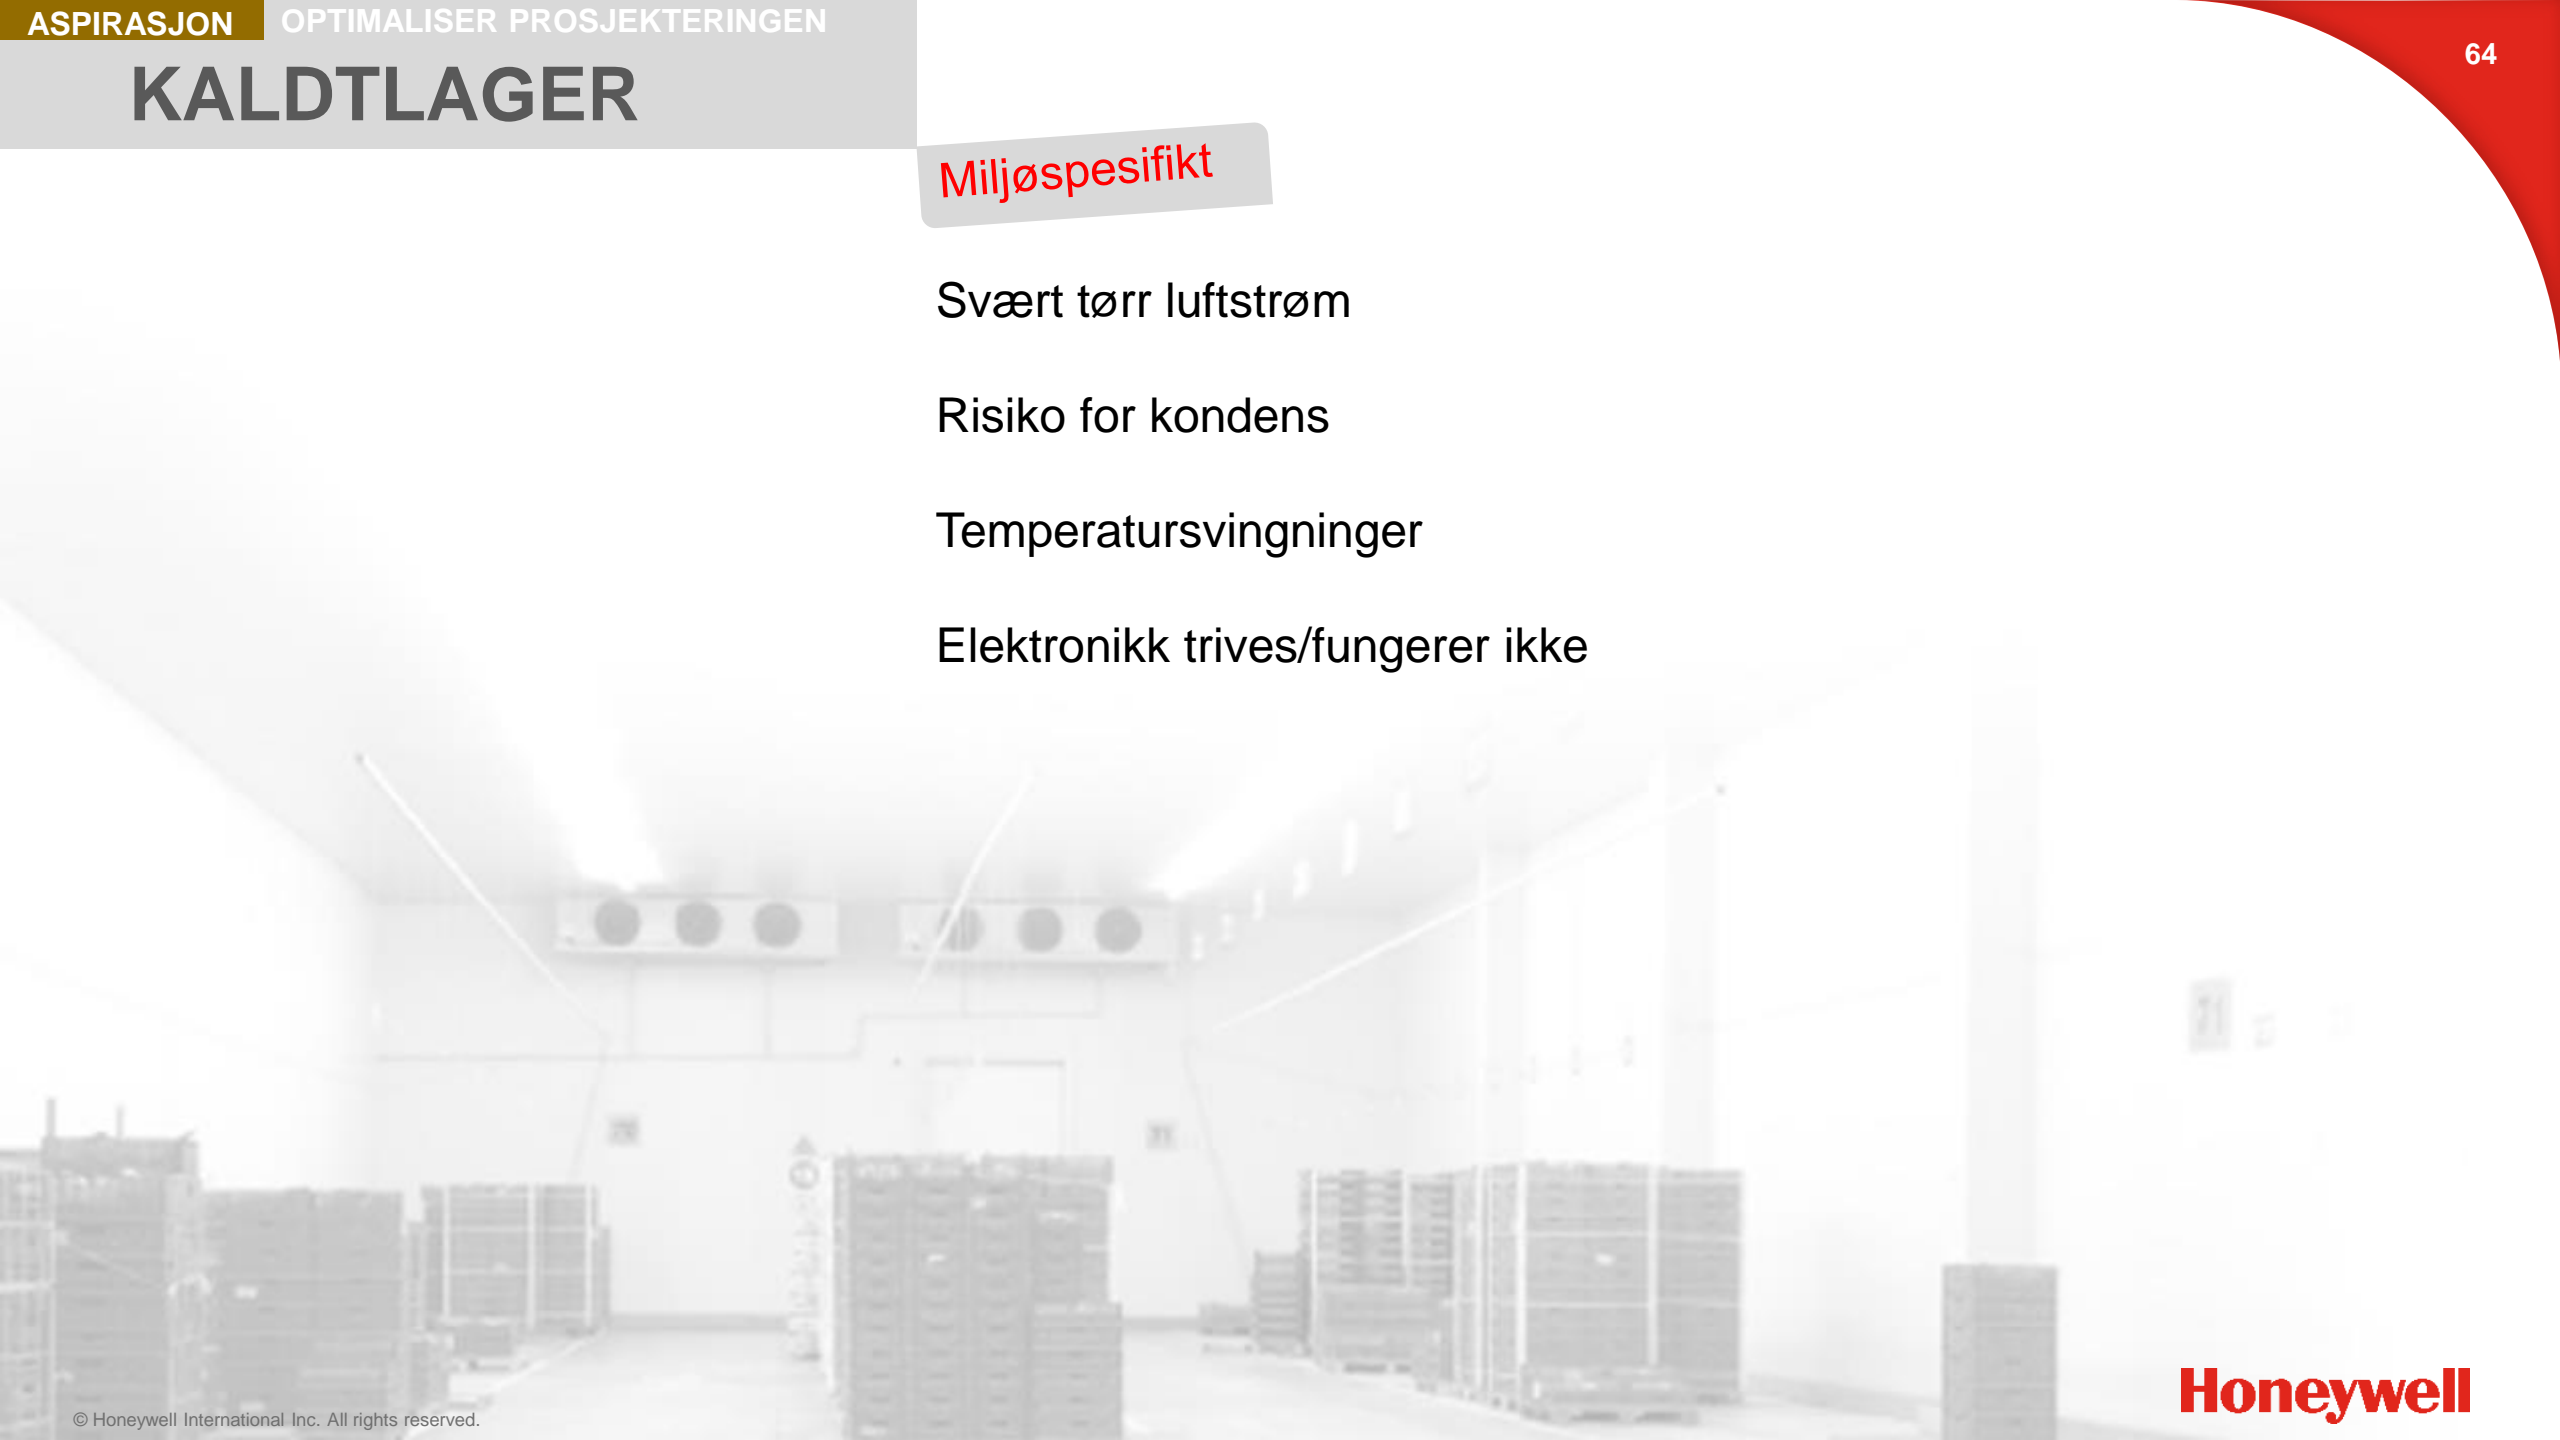 ASPIRASJON
OPTIMALISER PROSJEKTERINGEN
KALDTLAGER
64
Miljøspesifikt
Svært tørr luftstrøm
Risiko for kondens
Temperatursvingninger
Elektronikk trives/fungerer ikke
© Honeywell International Inc. All rights reserved.
Honeywell